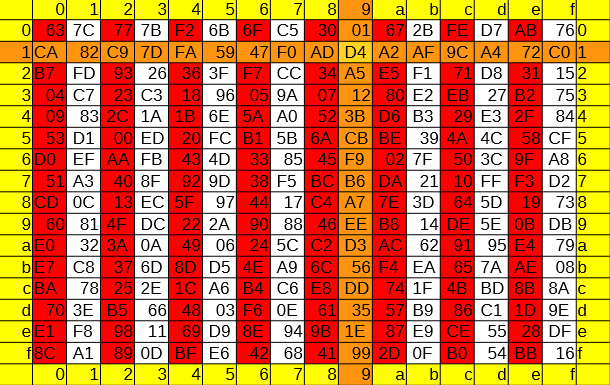 0 1 2 3 4 5 6 7 8 9 a b c d e f
0 63 7C 77 7B F2 6B 6F C5 30 01 67 2B FE D7 AB 76 0
1 CA 82 C9 7D FA 59 47 F0 AD D4 A2 AF 9C A4 72 C0 1
2 B7 FD 93 26 36 3F F7 CC 34 A5 E5 F1 71 D8 31 15 2
3 04 C7 23 C3 18 96 05 9A 07 12 80 E2 EB 27 B2 75 3
4 09 83 2C 1A 1B 6E 5A A0 52 3B D6 B3 29 E3 2F 84 4
5 53 D1 00 ED 20 FC B1 5B 6A CB BE 39 4A 4C 58 CF 5
6 D0 EF AA FB 43 4D 33 85 45 F9 02 7F 50 3C 9F A8 6
7 51 A3 40 8F 92 9D 38 F5 BC B6 DA 21 10 FF F3 D2 7
8 CD 0C 13 EC 5F 97 44 17 C4 A7 7E 3D 64 5D 19 73 8
9 60 81 4F DC 22 2A 90 88 46 EE B8 14 DE 5E 0B DB 9
a E0 32 3A 0A 49 06 24 5C C2 D3 AC 62 91 95 E4 79 a
b E7 C8 37 6D 8D D5 4E A9 6C 56 F4 EA 65 7A AE 08 b
c BA 78 25 2E 1C A6 B4 C6 E8 DD 74 1F 4B BD 8B 8A c
d 70 3E B5 66 48 03 F6 0E 61 35 57 B9 86 C1 1D 9E d
e E1 F8 98 11 69 D9 8E 94 9B 1E 87 E9 CE 55 28 DF e
f 8C A1 89 0D BF E6 42 68 41 99 2D 0F B0 54 BB 16 f
0 1 2 3 4 5 6 7 8 9 a b c d e f